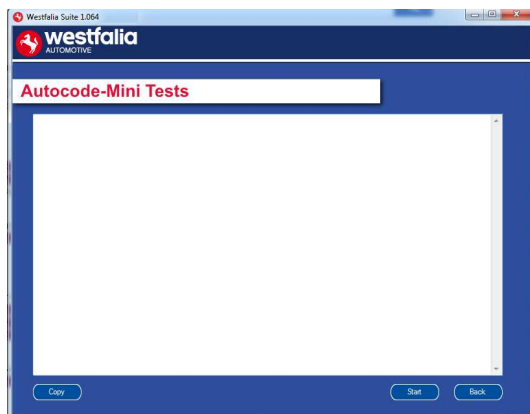 Westfalia Suite 1.064
westfalia
AUTOMOTIVE
Autocode-Mini Tests
Copy
Start
Back